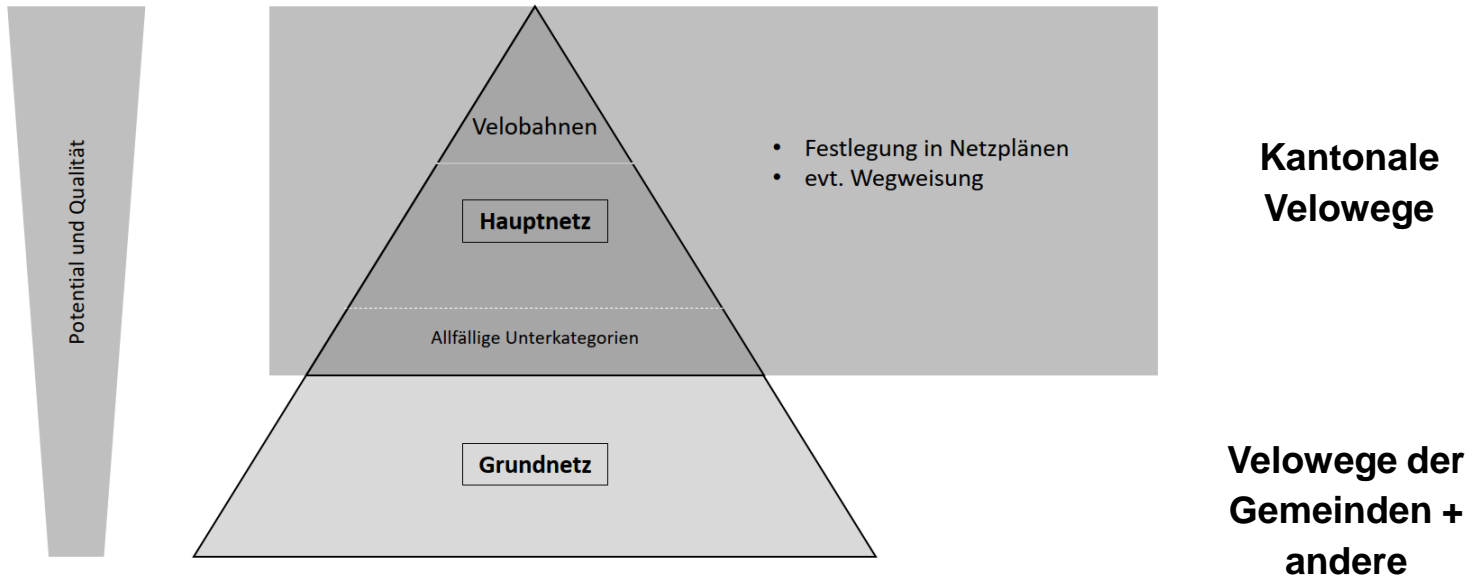 Potential und Qualität
Velobahnen
Hauptnetz
Allfällige Unterkategorien
Grundnetz
• Festlegung in Netzplänen
• evt. Wegweisung
Kantonale
Velowege
Velowege der
Gemeinden +
andere